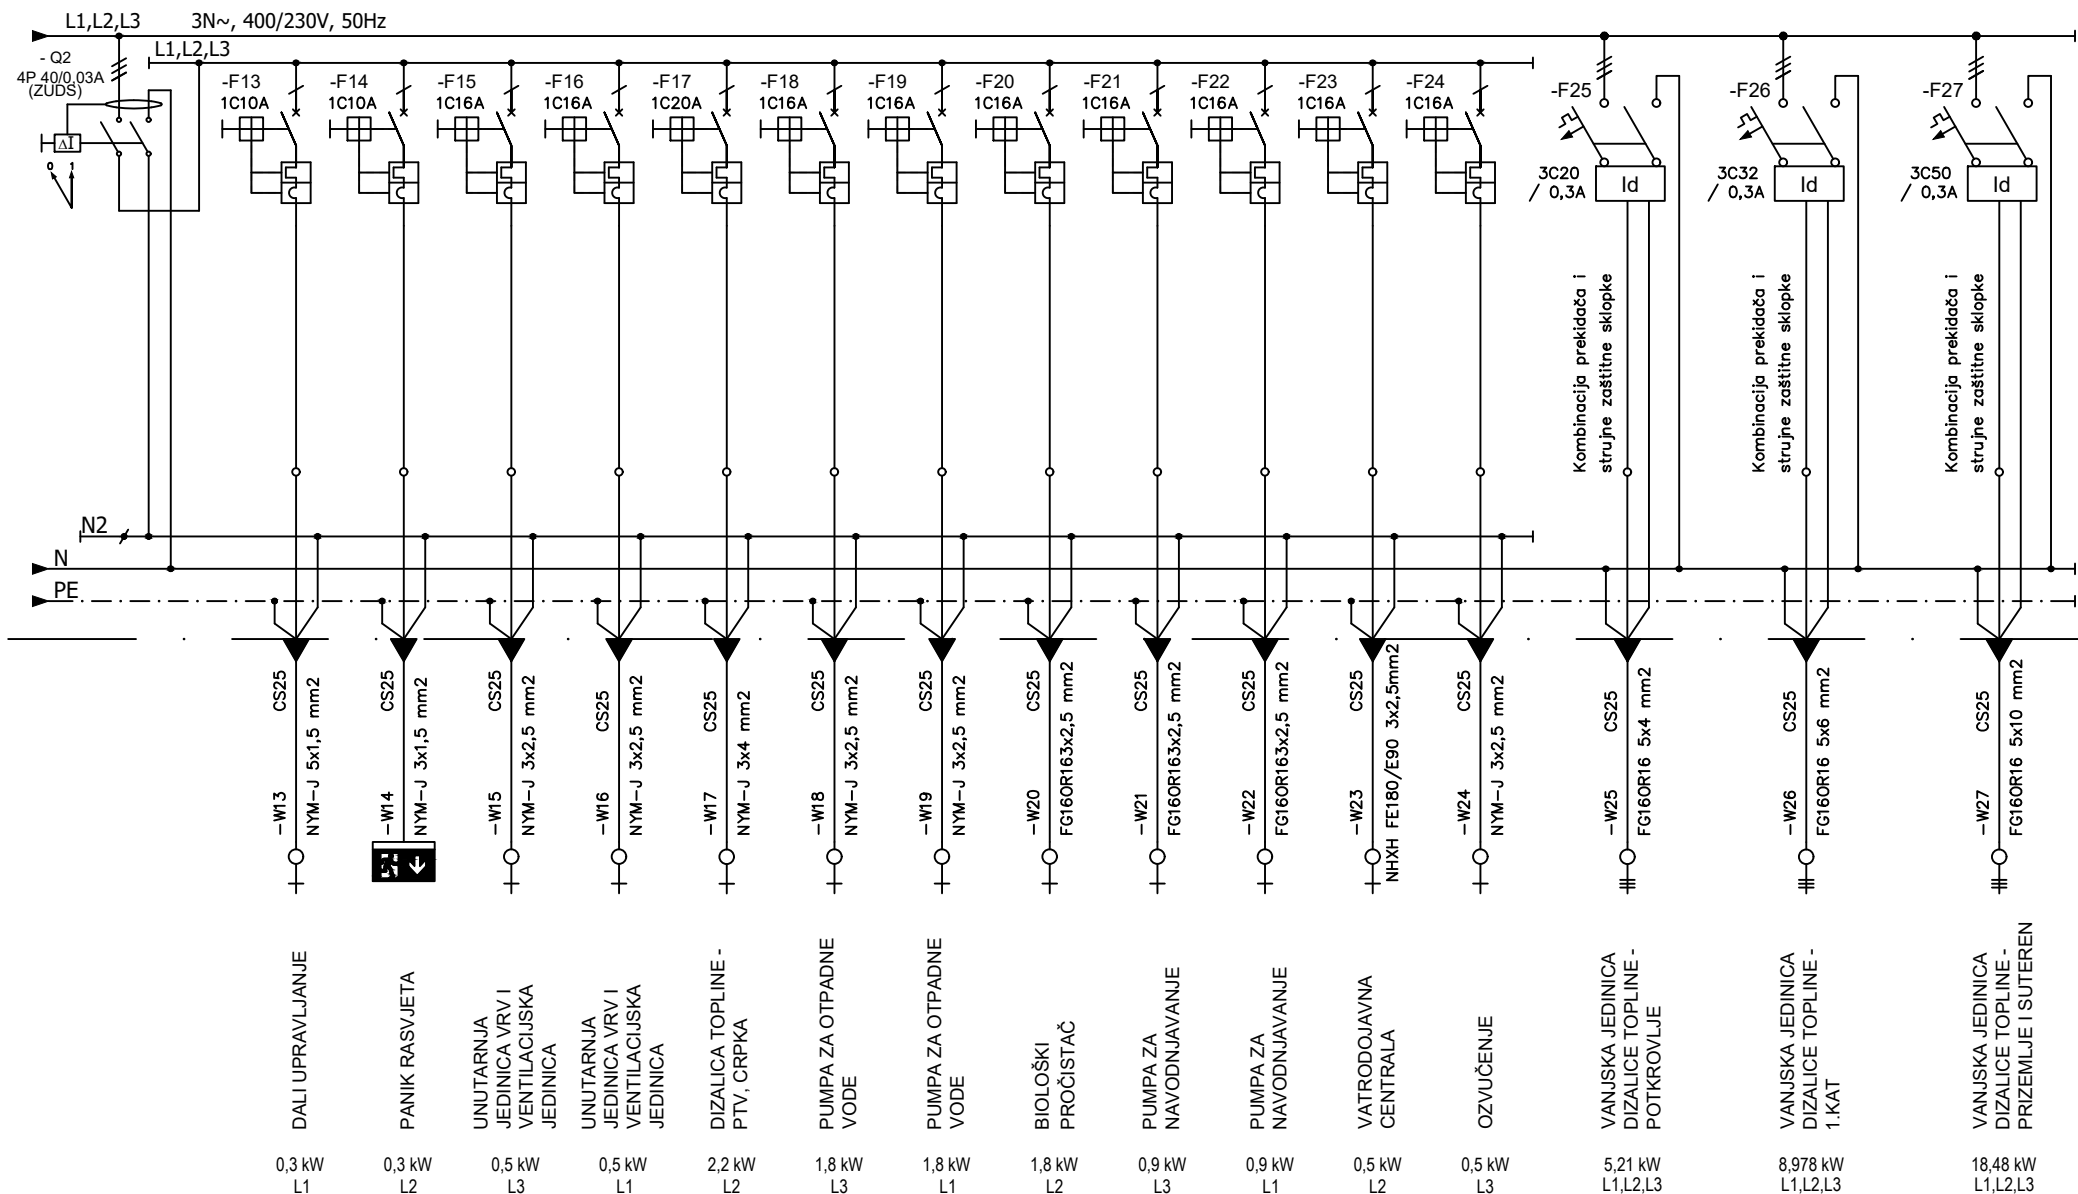 L1,L2,L3
3N~, 400/230V, 50Hz
L1,L2,L3
- Q2
4P 40/0,03A
(ZUDS)
ΔI
0 1
-F13
1C10A
-F14
1C10A
-F15
1C16A
-F16
1C16A
-F17
1C20A
-F18
1C16A
-F19
1C16A
-F20
1C16A
-F21
1C16A
-F22
1C16A
-F23
1C16A
-F24
1C16A
-F25
3C20
/ 0,3A
Id
-F26
3C32
/ 0,3A
Id
-F27
3C50
/ 0,3A
Id
Kombinacija prekidača i
strujne zaštitne sklopke
Kombinacija prekidača i
strujne zaštitne sklopke
Kombinacija prekidača i
strujne zaštitne sklopke
N2
N
PE
-W13 CS25
NYM-J 5x1,5 mm2
-W14 CS25
NYM-J 3x1,5 mm2
-W15 CS25
NYM-J 3x2,5 mm2
-W16 CS25
NYM-J 3x2,5 mm2
-W17 CS25
NYM-J 3x4 mm2
-W18 CS25
NYM-J 3x2,5 mm2
-W19 CS25
NYM-J 3x2,5 mm2
-W20 CS25
FG16OR163x2,5 mm2
-W21 CS25
FG16OR163x2,5 mm2
-W22 CS25
FG16OR163x2,5 mm2
-W23 CS25
NHXH FE180/E90 3x2,5mm2
-W24 CS25
NYM-J 3x2,5 mm2
-W25 CS25
FG16OR16 5x4 mm2
-W26 CS25
FG16OR16 5x6 mm2
-W27 CS25
FG16OR16 5x10 mm2
DALI UPRAVLJANJE
PANIK RASVJETA
UNUTARNJA
JEDINICA VRV I
VENTILACIJSKA
JEDINICA
UNUTARNJA
JEDINICA VRV I
VENTILACIJSKA
JEDINICA
DIZALICA TOPLINE -
PTV, CRPKA
PUMPA ZA OTPADNE
VODE
PUMPA ZA OTPADNE
VODE
BIOLOŠKI
PROČISTAČ
PUMPA ZA
NAVODNJAVANJE
PUMPA ZA
NAVODNJAVANJE
VATRODOJAVNA
CENTRALA
OZVUČENJE
VANJSKA JEDINICA
DIZALICE TOPLINE -
POTKROVLJE
VANJSKA JEDINICA
DIZALICE TOPLINE -
1.KAT
VANJSKA JEDINICA
DIZALICE TOPLINE -
PRIZEMLJE I SUTEREN
0,3 kW
L1
0,3 kW
L2
0,5 kW
L3
0,5 kW
L1
2,2 kW
L2
1,8 kW
L3
1,8 kW
L1
1,8 kW
L2
0,9 kW
L3
0,9 kW
L1
0,5 kW
L2
0,5 kW
L3
5,21 kW
L1,L2,L3
8,978 kW
L1,L2,L3
18,48 kW
L1,L2,L3